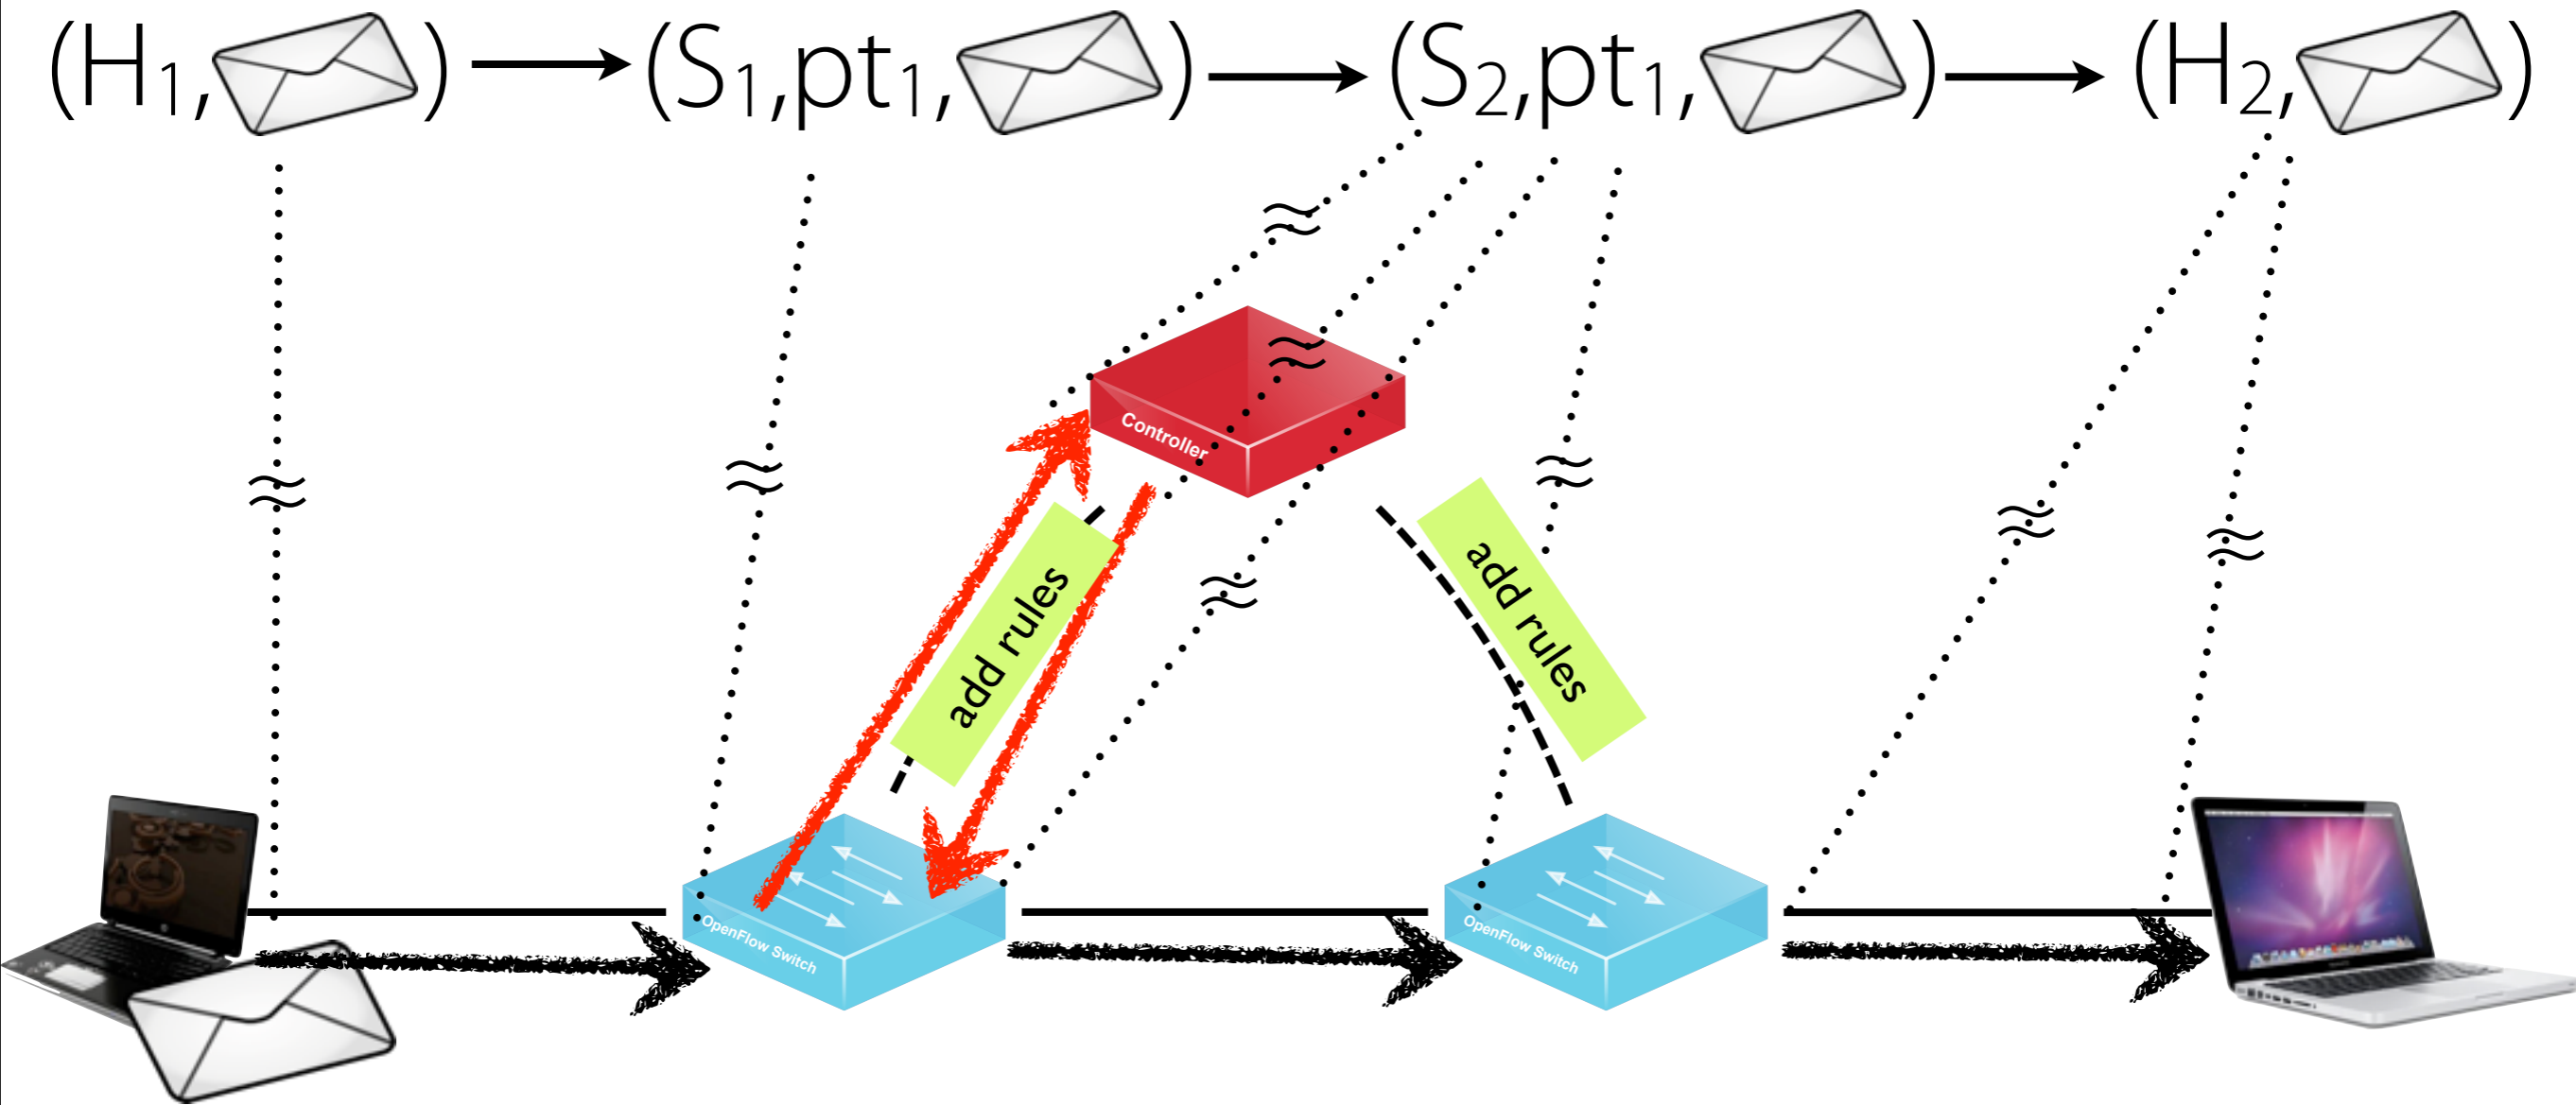 (H1, ) → (S1,pt1, ) → (S2,pt1, ) → (H2, )
≈ ≈ ≈ ≈ ≈ ≈ ≈ ≈
Controller
add rules
add rules
OpenFlow Switch
OpenFlow Switch